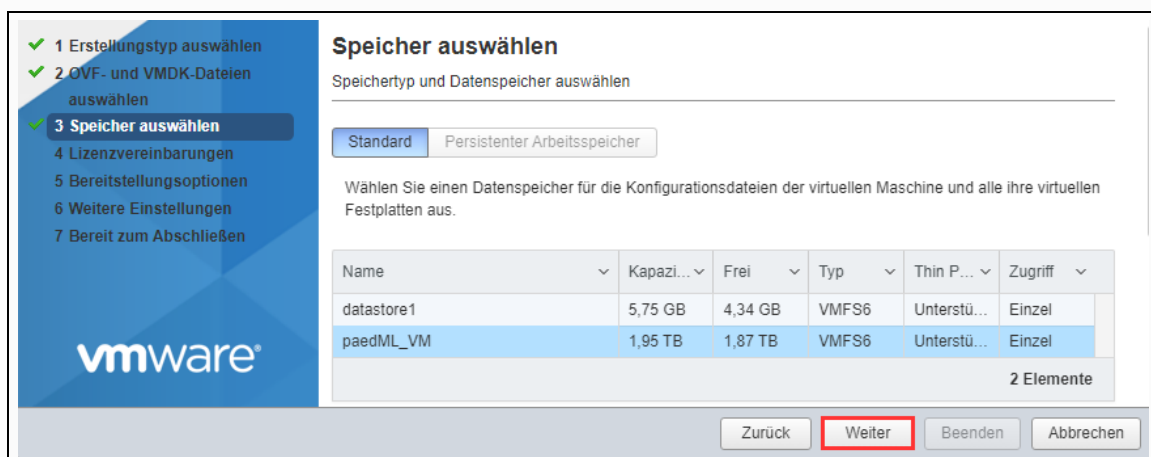 1 Erstellungstyp auswählen
2 OVF- und VMDK-Dateien
auswählen
3 Speicher auswählen
4 Lizenzvereinbarungen
5 Bereitstellungsoptionen
6 Weitere Einstellungen
7 Bereit zum Abschließen
vmware®
Speicher auswählen
Speichertyp und Datenspeicher auswählen
Standard Persistenter Arbeitsspeicher
Wählen Sie einen Datenspeicher für die Konfigurationsdateien der virtuellen Maschine und alle ihre virtuellen
Festplatten aus.
Name Kapazi... Frei Typ Thin P... Zugriff
datastore1 5,75 GB 4,34 GB VMFS6 Unterstü... Einzel
paedML_VM 1,95 TB 1,87 TB VMFS6 Unterstü... Einzel
2 Elemente
Zurück Weiter Beenden Abbrechen